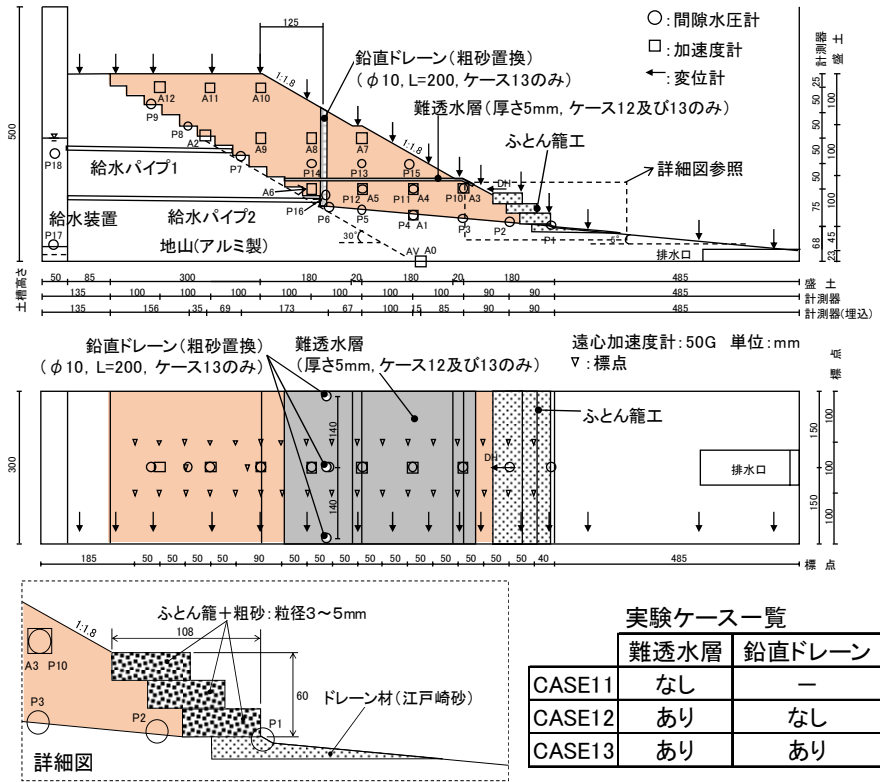 125
○:間隙水圧計
□:加速度計
←:変位計
鉛直ドレーン(粗砂置換)
(φ10, L=200, ケース13のみ)
難透水層(厚さ5mm, ケース12及び13のみ)
ふとん籠工
詳細図参照
1:1.8
1:1.8
A12
A11
A10
P9
P8
A2
A9
A8
A7
P7
P14
P13
P15
P18
給水パイプ1
A6
P12
A5
P11
A4
P10
A3
DH
P16
P6
P5
P4
A1
P3
P2
P1
給水装置
給水パイプ2
P17
地山(アルミ製)
30°
5°
AV
A0
排水口
500
土槽高さ
計測器
盛 土
25
50
50
50
50
75
68
100
100
100
100
45
23
50 85 300 180 20 180 20 180 485 盛 土
135 100 100 100 100 100 100 100 90 90 485 計測器
135 156 35 69 173 67 100 15 85 90 90 485 計測器(埋込)
鉛直ドレーン(粗砂置換)
(φ10, L=200, ケース13のみ)
難透水層
(厚さ5mm, ケース12及び13のみ)
遠心加速度計:50G 単位:mm
▽:標点
ふとん籠工
300
140
140
DH
排水口
標 点
150
150
100
100
100
185 50 50 50 50 90 50 50 50 50 50 50 50 50 50 40 485 標 点
ふとん籠+粗砂:粒径3~5mm
1:1.8
108
60
A3 P10
P3
P2
P1
ドレーン材(江戸崎砂)
詳細図
実験ケース一覧
難透水層 鉛直ドレーン
CASE11 なし －
CASE12 あり なし
CASE13 あり あり